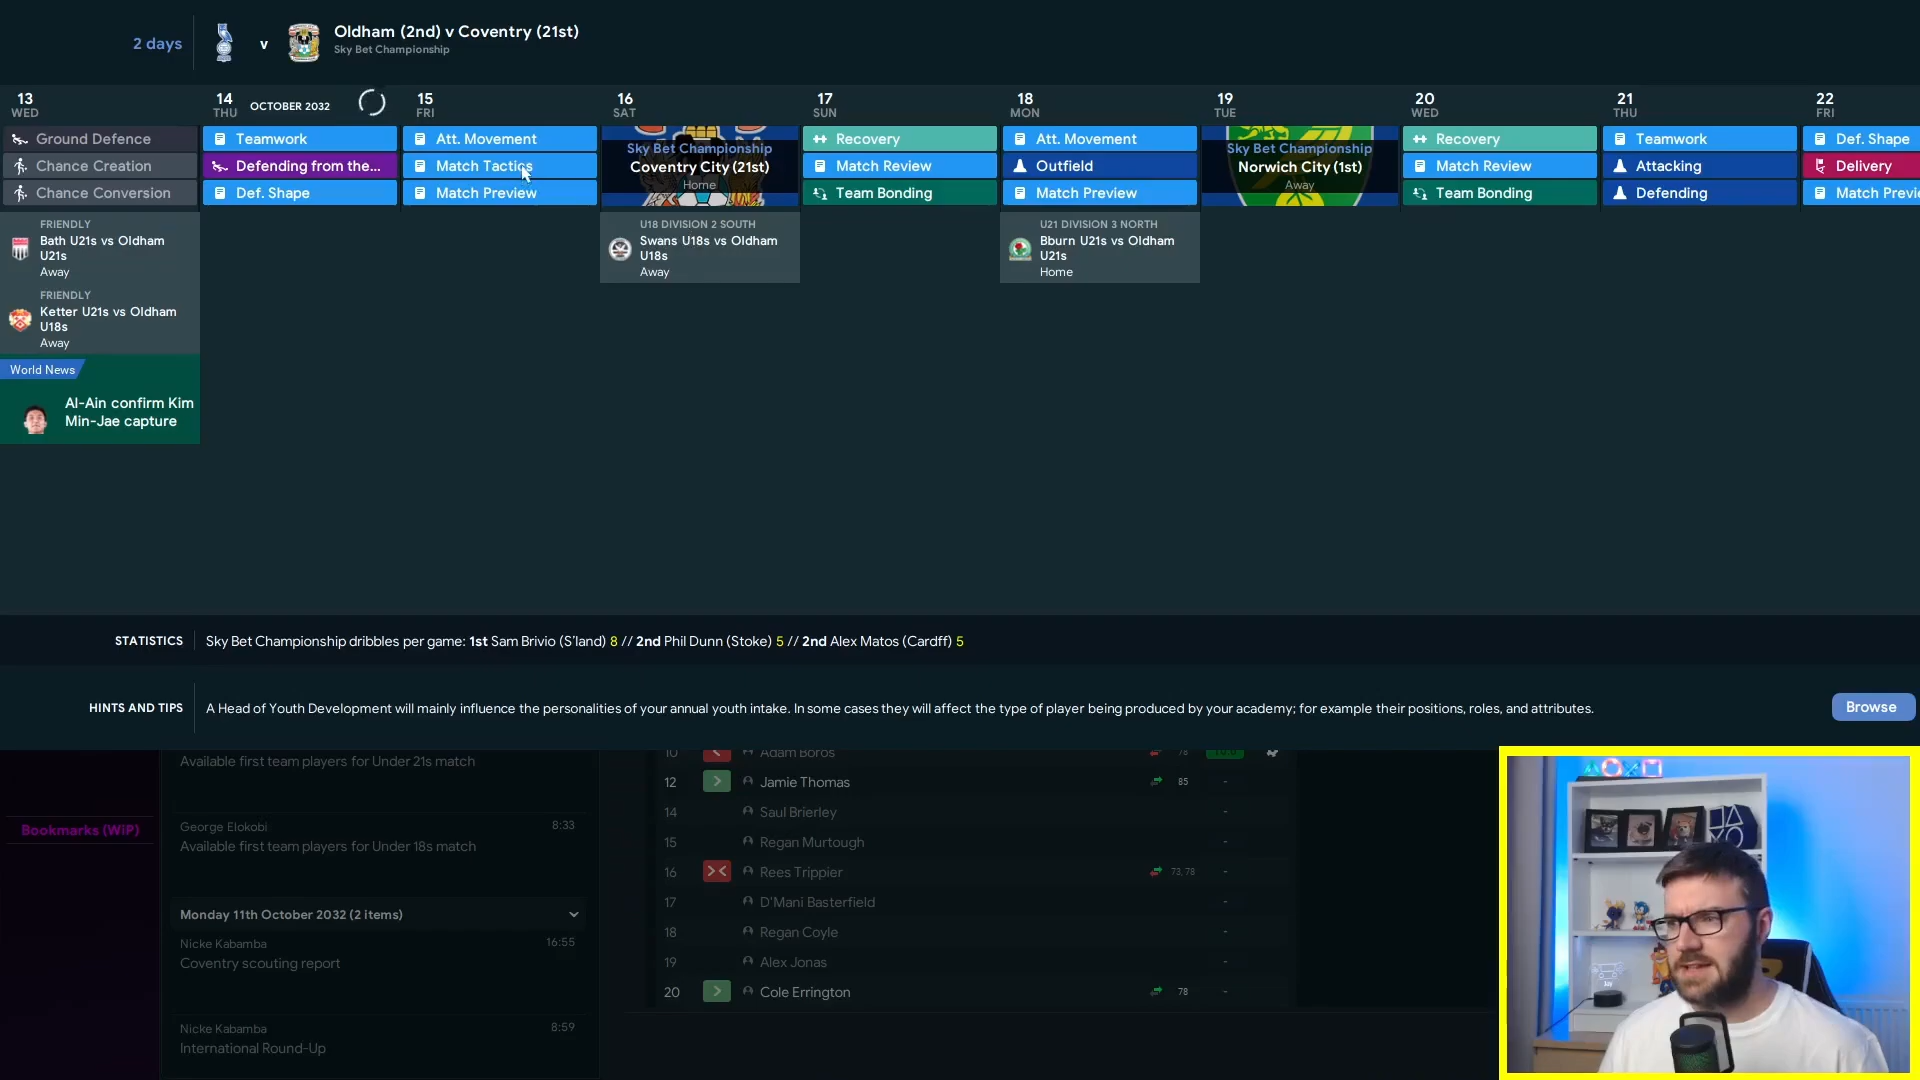 2 days
v
Oldham (2nd) v Coventry (21st)
Sky Bet Championship
13
WED
14
THU
OCTOBER 2032
15
FRI
16
SAT
17
SUN
18
MON
19
TUE
20
WED
21
THU
22
FRI
Ground Defence
Chance Creation
Chance Conversion
Teamwork
Defending from the...
Def. Shape
Att. Movement
Match Tactics
Match Preview
Sky Bet Championship
Coventry City (21st)
Home
Recovery
Match Review
Team Bonding
Att. Movement
Outfield
Match Preview
Sky Bet Championship
Norwich City (1st)
Away
Recovery
Match Review
Team Bonding
Teamwork
Attacking
Defending
Def. Shape
Delivery
Match Previe
FRIENDLY
Bath U21s vs Oldham
U21s
Away
FRIENDLY
Ketter U21s vs Oldham
U18s
Away
U18 DIVISION 2 SOUTH
Swans U18s vs Oldham
U18s
Away
U21 DIVISION 3 NORTH
Bburn U21s vs Oldham
U21s
Home
World News
Al-Ain confirm Kim
Min-Jae capture
STATISTICS
Sky Bet Championship dribbles per game: 1st Sam Brivio (S'land) 8 // 2nd Phil Dunn (Stoke) 5 // 2nd Alex Matos (Cardff) 5
HINTS AND TIPS
A Head of Youth Development will mainly influence the personalities of your annual youth intake. In some cases they will affect the type of player being produced by your academy; for example their positions, roles, and attributes.
Browse
Bookmarks (WiP)
Available first team players for Under 21s match
George Elokobi
8:33
Available first team players for Under 18s match
Monday 11th October 2032 (2 items)
Nicke Kabamba
16:55
Coventry scouting report
Nicke Kabamba
8:59
International Round-Up
10 Adam Boros 78
12 Jamie Thomas 85 -
14 Saul Brierley -
15 Regan Murtough -
16 Rees Trippier 73, 78 -
17 D'Mani Basterfield -
18 Regan Coyle -
19 Alex Jonas -
20 Cole Errington 78 -